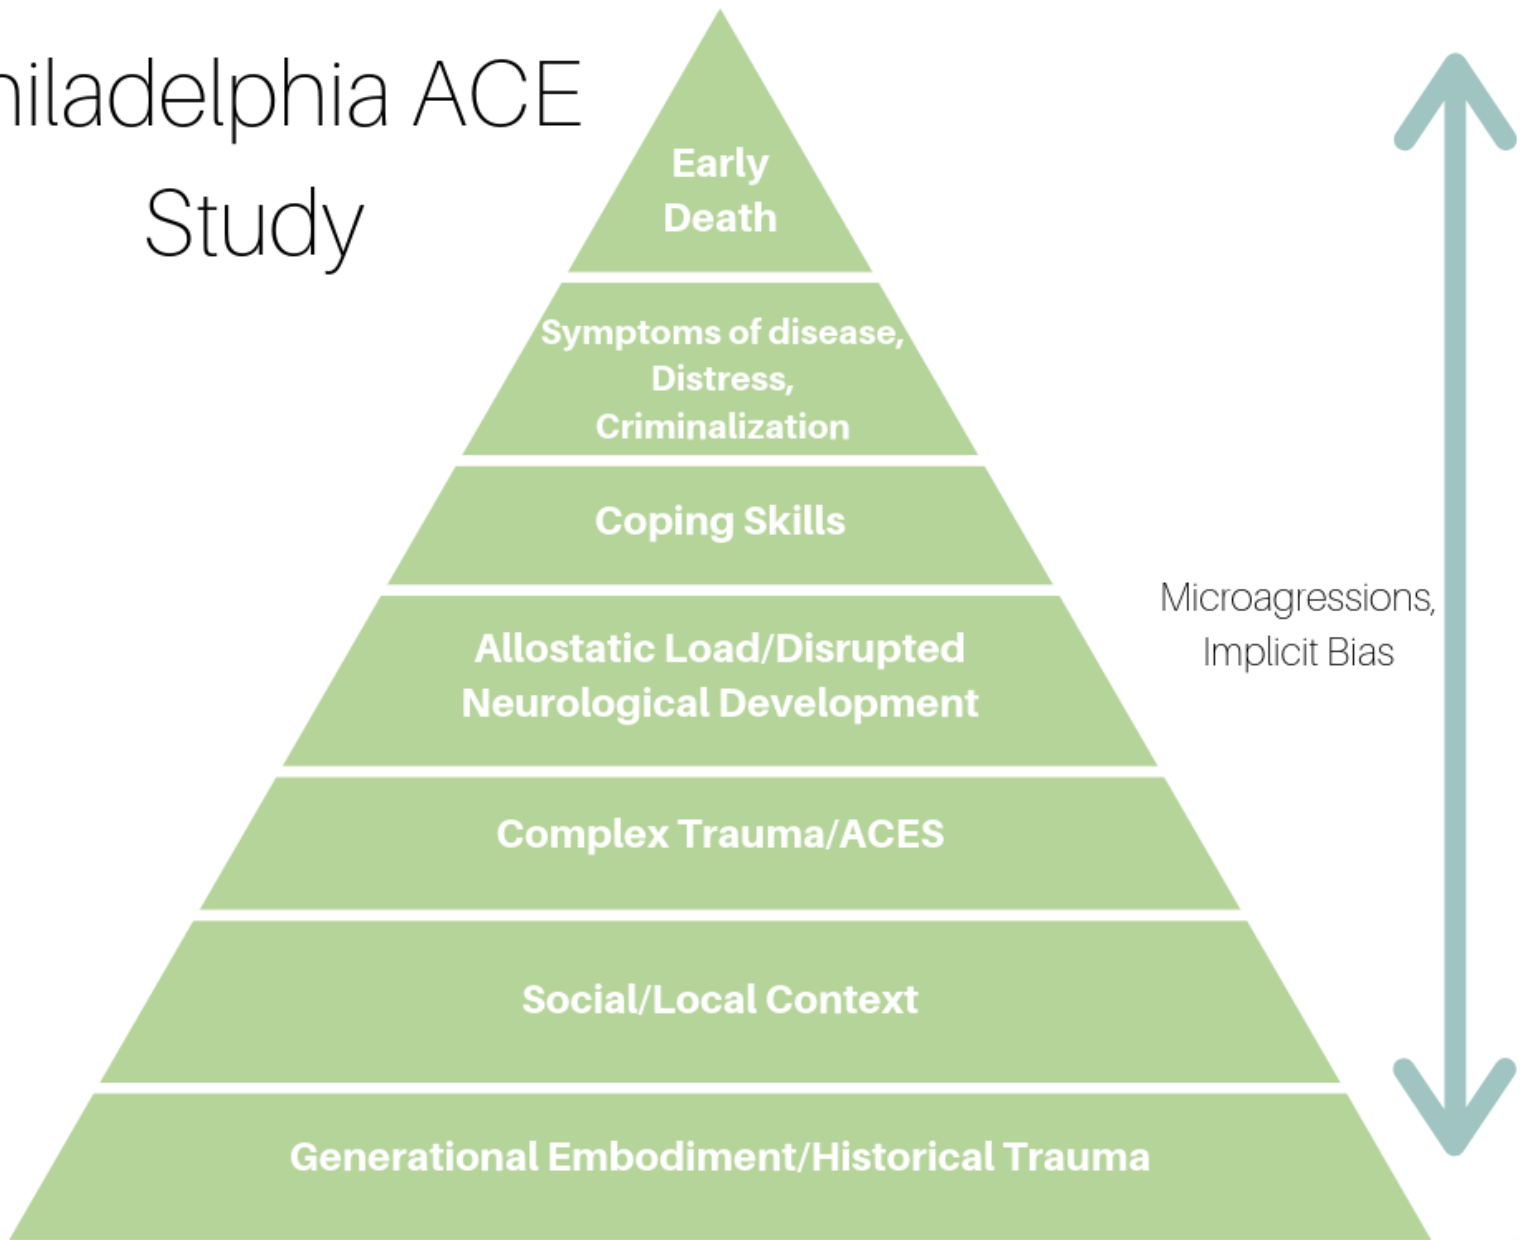 hiladelphia ACE
Study
Early
Death
Symptoms of disease,
Distress,
Criminalization
Coping Skills
Allostatic Load/Disrupted
Neurological Development
Microagressions,
Implicit Bias
Complex Trauma/ACES
Social/Local Context
Generational Embodiment/Historical Trauma